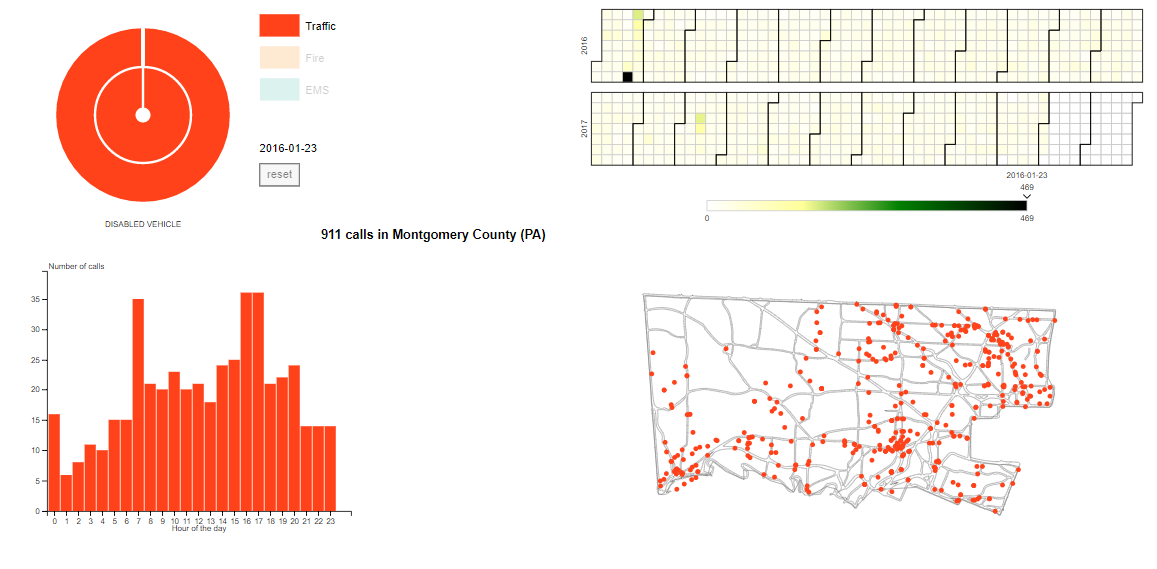 Traffic
Fire
EMS
2016-01-23
reset
DISABLED VEHICLE
2016
2017
2016-01-23
469
0
469
911 calls in Montgomery County (PA)
Number of calls
35
30
25
20
15
10
5
0
0 1 2 3 4 5 6 7 8 9 10 11 12 13 14 15 16 17 18 19 20 21 22 23
Hour of the day